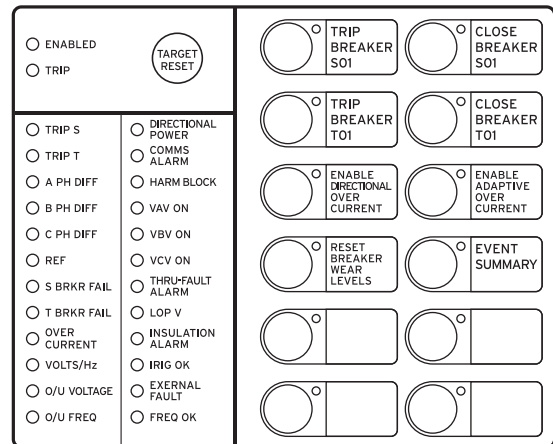 ENABLED
TRIP
TARGET
RESET
TRIP S
TRIP T
A PH DIFF
B PH DIFF
C PH DIFF
REF
S BRKR FAIL
T BRKR FAIL
OVER
CURRENT
VOLTS/Hz
O/U VOLTAGE
O/U FREQ
DIRECTIONAL
POWER
COMMS
ALARM
HARM BLOCK
VAV ON
VBV ON
VCV ON
THRU-FAULT
ALARM
LOP V
INSULATION
ALARM
IRIG OK
EXERNAL
FAULT
FREQ OK
TRIP
BREAKER
S01
CLOSE
BREAKER
S01
TRIP
BREAKER
T01
CLOSE
BREAKER
T01
ENABLE
DIRECTIONAL
OVER
CURRENT
ENABLE
ADAPTIVE
OVER
CURRENT
RESET
BREAKER
WEAR
LEVELS
EVENT
SUMMARY